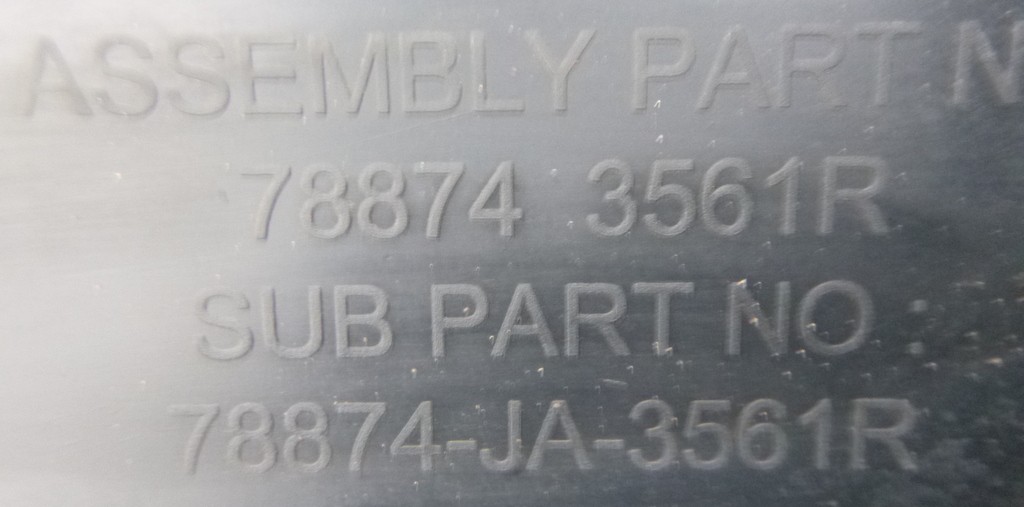 ASSEMBLY PART N
78874 3561R
SUB PART NO
78874-JA-3561R